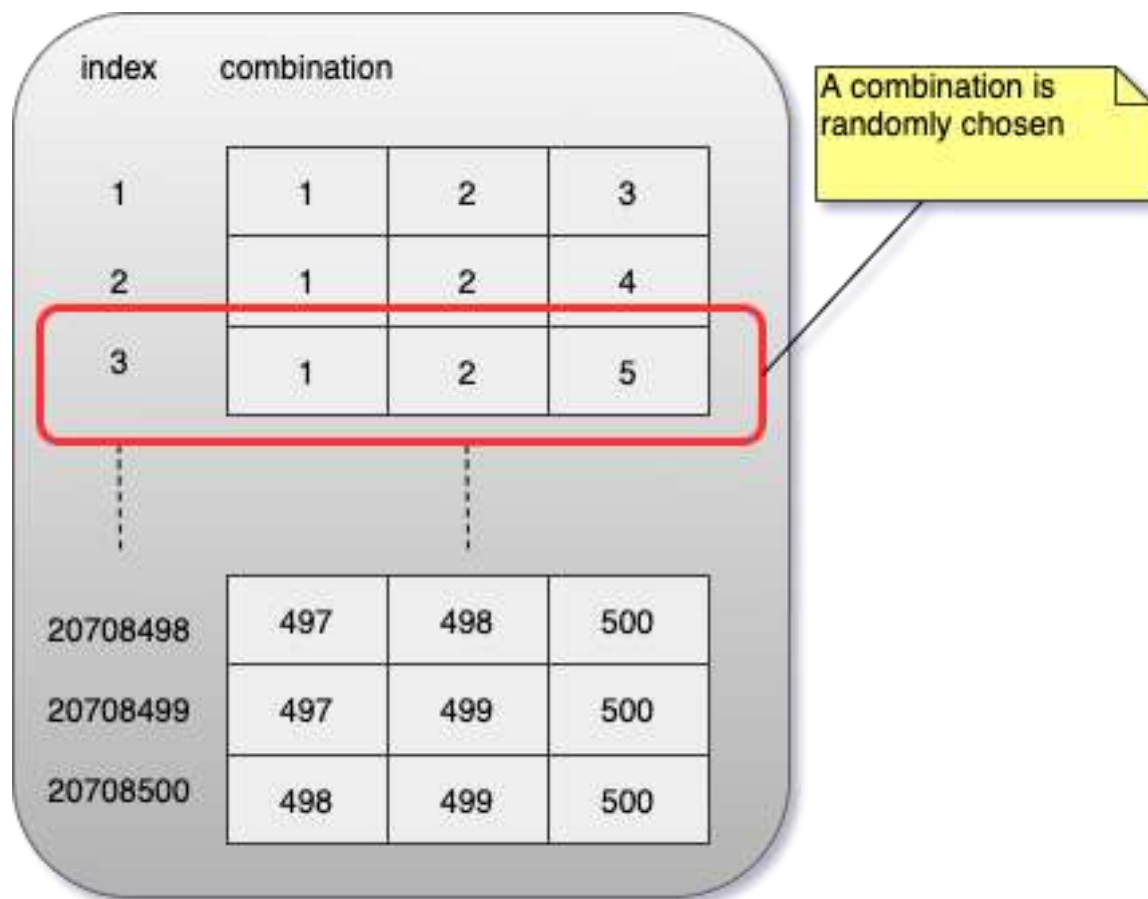 index combination
A combination is
randomly chosen
1 1 2 3
2 1 2 4
3 1 2 5
20708498 497 498 500
20708499 497 499 500
20708500 498 499 500